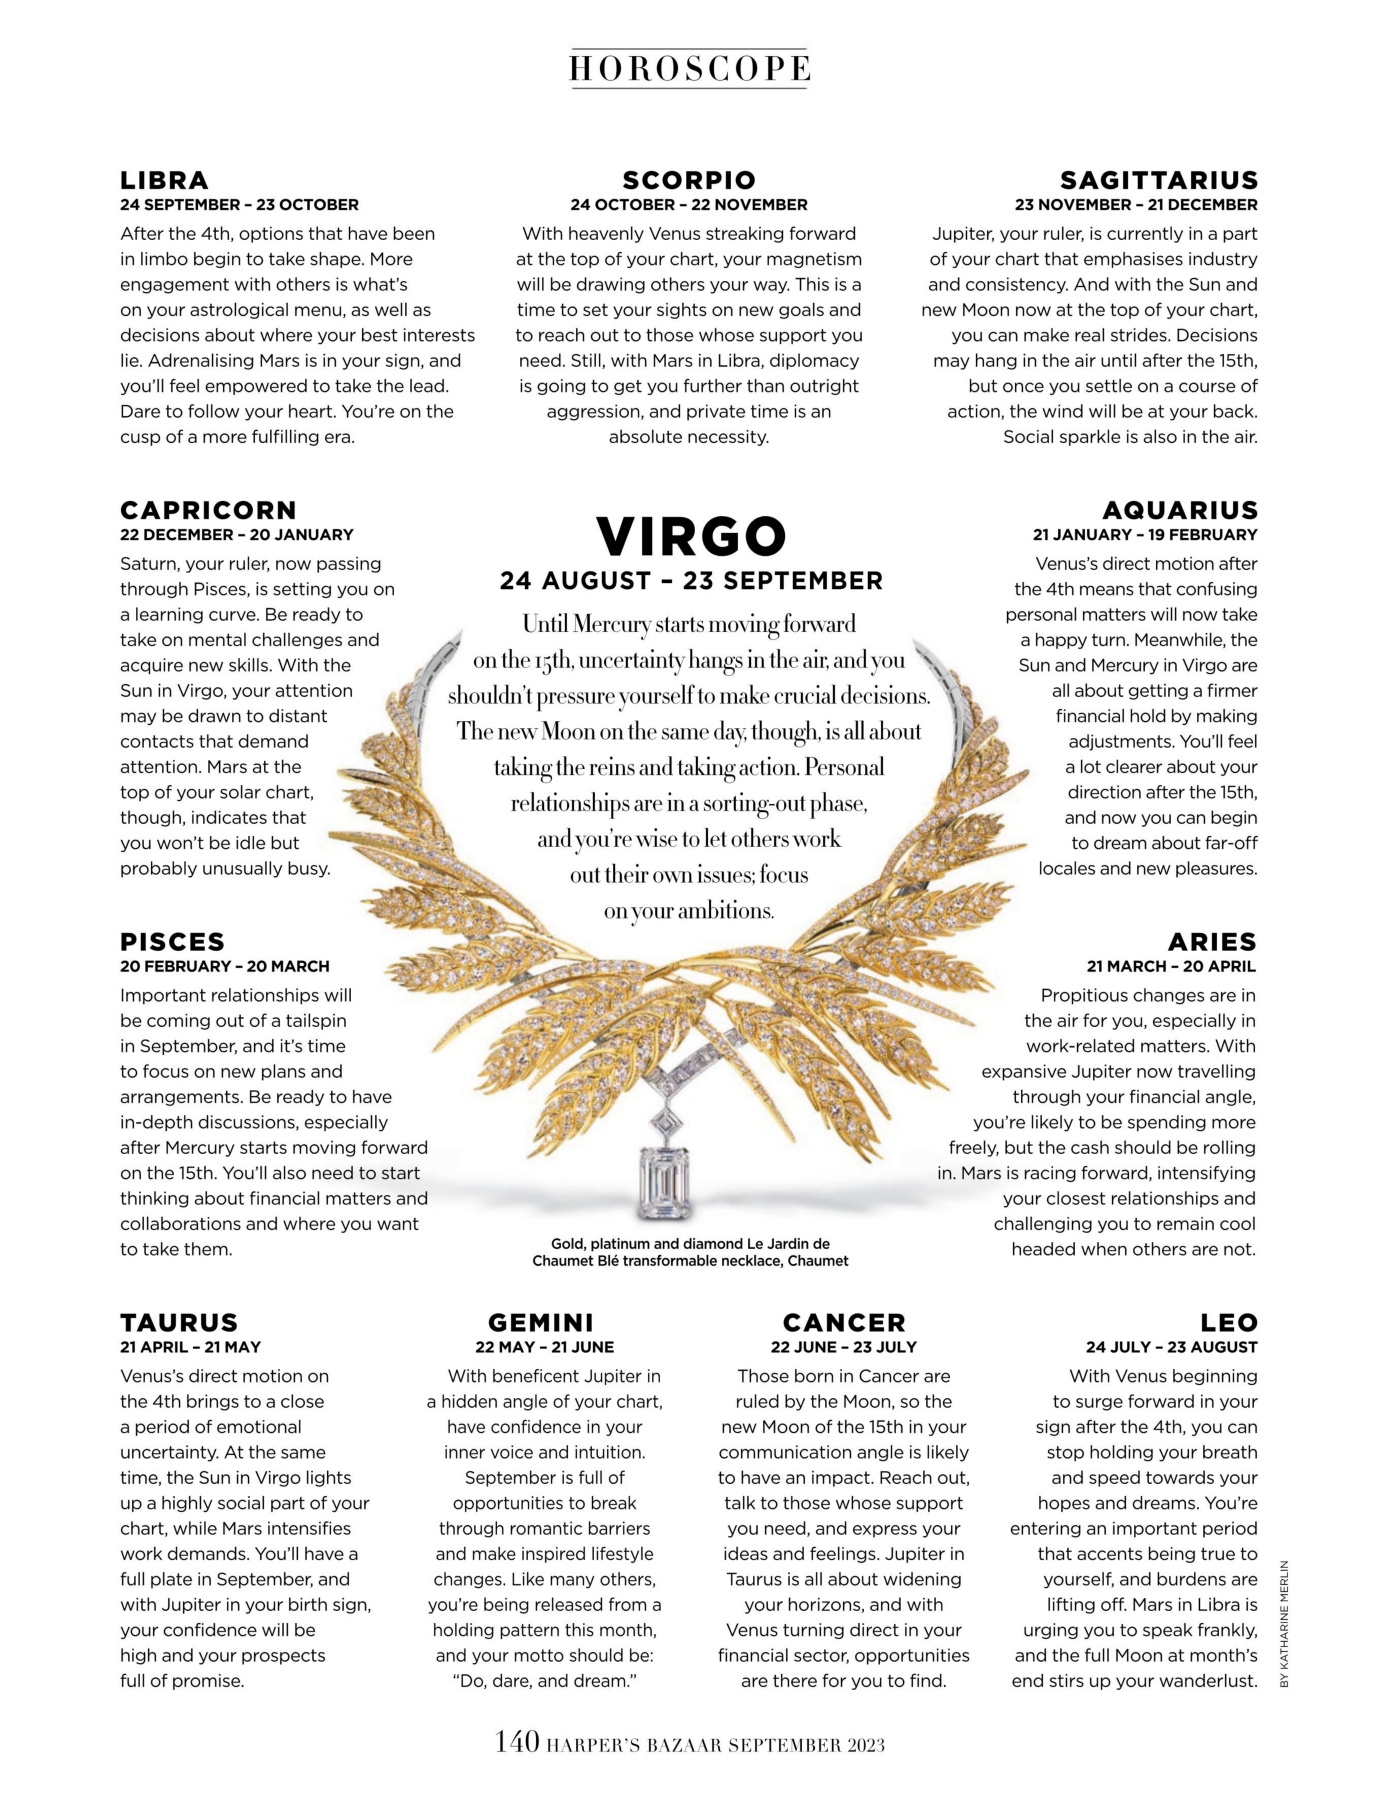 HOROSCOPE
LIBRA
24 SEPTEMBER – 23 OCTOBER
After the 4th, options that have been
in limbo begin to take shape. More
engagement with others is what's
on your astrological menu, as well as
decisions about where your best interests
lie. Adrenalising Mars is in your sign, and
you'll feel empowered to take the lead.
Dare to follow your heart. You're on the
cusp of a more fulfilling era.
SCORPIO
24 OCTOBER – 22 NOVEMBER
With heavenly Venus streaking forward
at the top of your chart, your magnetism
will be drawing others your way. This is a
time to set your sights on new goals and
to reach out to those whose support you
need. Still, with Mars in Libra, diplomacy
is going to get you further than outright
aggression, and private time is an
absolute necessity.
SAGITTARIUS
23 NOVEMBER – 21 DECEMBER
Jupiter, your ruler, is currently in a part
of your chart that emphasises industry
and consistency. And with the Sun and
new Moon now at the top of your chart,
you can make real strides. Decisions
may hang in the air until after the 15th,
but once you settle on a course of
action, the wind will be at your back.
Social sparkle is also in the air.
CAPRICORN
22 DECEMBER – 20 JANUARY
Saturn, your ruler, now passing
through Pisces, is setting you on
a learning curve. Be ready to
take on mental challenges and
acquire new skills. With the
Sun in Virgo, your attention
may be drawn to distant
contacts that demand
attention. Mars at the
top of your solar chart,
though, indicates that
you won't be idle but
probably unusually busy.
VIRGO
24 AUGUST – 23 SEPTEMBER
Until Mercury starts moving forward
on the 15th, uncertainty hangs in the air, and you
shouldn't pressure yourself to make crucial decisions.
The new Moon on the same day, though, is all about
taking the reins and taking action. Personal
relationships are in a sorting-out phase,
and you're wise to let others work
out their own issues; focus
on your ambitions.
AQUARIUS
21 JANUARY – 19 FEBRUARY
Venus's direct motion after
the 4th means that confusing
personal matters will now take
a happy turn. Meanwhile, the
Sun and Mercury in Virgo are
all about getting a firmer
financial hold by making
adjustments. You'll feel
a lot clearer about your
direction after the 15th,
and now you can begin
to dream about far-off
locales and new pleasures.
PISCES
20 FEBRUARY – 20 MARCH
Important relationships will
be coming out of a tailspin
in September, and it's time
to focus on new plans and
arrangements. Be ready to have
in-depth discussions, especially
after Mercury starts moving forward
on the 15th. You'll also need to start
thinking about financial matters and
collaborations and where you want
to take them.
ARIES
21 MARCH – 20 APRIL
Propitious changes are in
the air for you, especially in
work-related matters. With
expansive Jupiter now travelling
through your financial angle,
you're likely to be spending more
freely, but the cash should be rolling
in. Mars is racing forward, intensifying
your closest relationships and
challenging you to remain cool
headed when others are not.
Gold, platinum and diamond Le Jardin de
Chaumet Blé transformable necklace, Chaumet
TAURUS
21 APRIL – 21 MAY
Venus's direct motion on
the 4th brings to a close
a period of emotional
uncertainty. At the same
time, the Sun in Virgo lights
up a highly social part of your
chart, while Mars intensifies
work demands. You'll have a
full plate in September, and
with Jupiter in your birth sign,
your confidence will be
high and your prospects
full of promise.
GEMINI
22 MAY – 21 JUNE
With beneficent Jupiter in
a hidden angle of your chart,
have confidence in your
inner voice and intuition.
September is full of
opportunities to break
through romantic barriers
and make inspired lifestyle
changes. Like many others,
you're being released from a
holding pattern this month,
and your motto should be:
“Do, dare, and dream.”
CANCER
22 JUNE – 23 JULY
Those born in Cancer are
ruled by the Moon, so the
new Moon of the 15th in your
communication angle is likely
to have an impact. Reach out,
talk to those whose support
you need, and express your
ideas and feelings. Jupiter in
Taurus is all about widening
your horizons, and with
Venus turning direct in your
financial sector, opportunities
are there for you to find.
LEO
24 JULY – 23 AUGUST
With Venus beginning
to surge forward in your
sign after the 4th, you can
stop holding your breath
and speed towards your
hopes and dreams. You're
entering an important period
that accents being true to
yourself, and burdens are
lifting off. Mars in Libra is
urging you to speak frankly,
and the full Moon at month's
end stirs up your wanderlust.
BY KATHARINE MERLIN
140 HARPER'S BAZAAR SEPTEMBER 2023